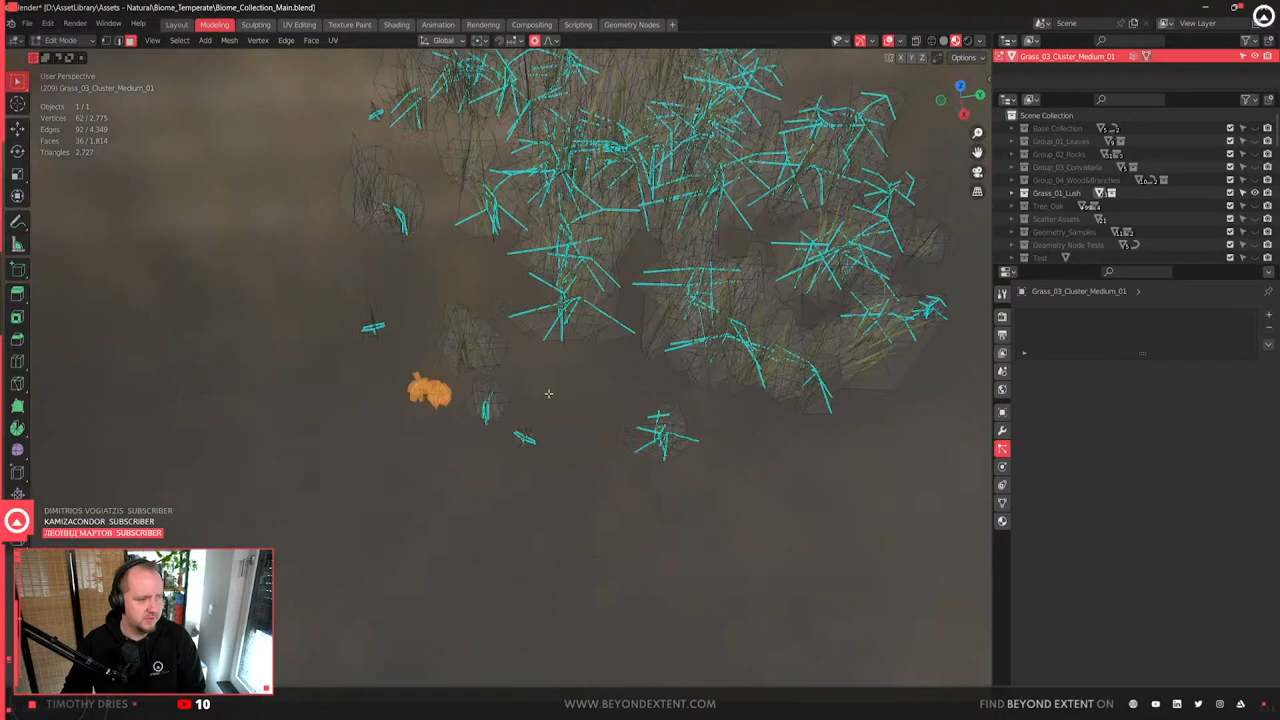 Blender* [D:\AssetLibrary\Assets - Natural\Biome_Temperate\Biome_Collection_Main.blend]
File Edit Render Window Help Layout Modeling Sculpting UV Editing Texture Paint Shading Animation Rendering Compositing Scripting Geometry Nodes +
Scene View Layer
Edit Mode View Select Add Mesh Vertex Edge Face UV Global
X Y Z Options
User Perspective
(209) Grass_03_Cluster_Medium_01
Objects 1 / 1
Vertices 62 / 2,775
Edges 92 / 4,349
Faces 36 / 1,814
Triangles 2,727
Grass_03_Cluster_Medium_01
Scene Collection
Base Collection
Group_01_Leaves
Group_02_Rocks
Group_03_Convallaria
Group_04_Wood&Branches
Grass_01_Lush
Tree_Oak
Scatter Assets
Geometry_Samples
Geometry Node Tests
Test
Grass_03_Cluster_Medium_01
DIMITRIOS VOGIATZIS SUBSCRIBER
KAMIZACONDOR SUBSCRIBER
ЛЕОНИД МАРТОВ SUBSCRIBER
TIMOTHY DRIES 10 WWW.BEYONDEXTENT.COM FIND BEYOND EXTENT ON